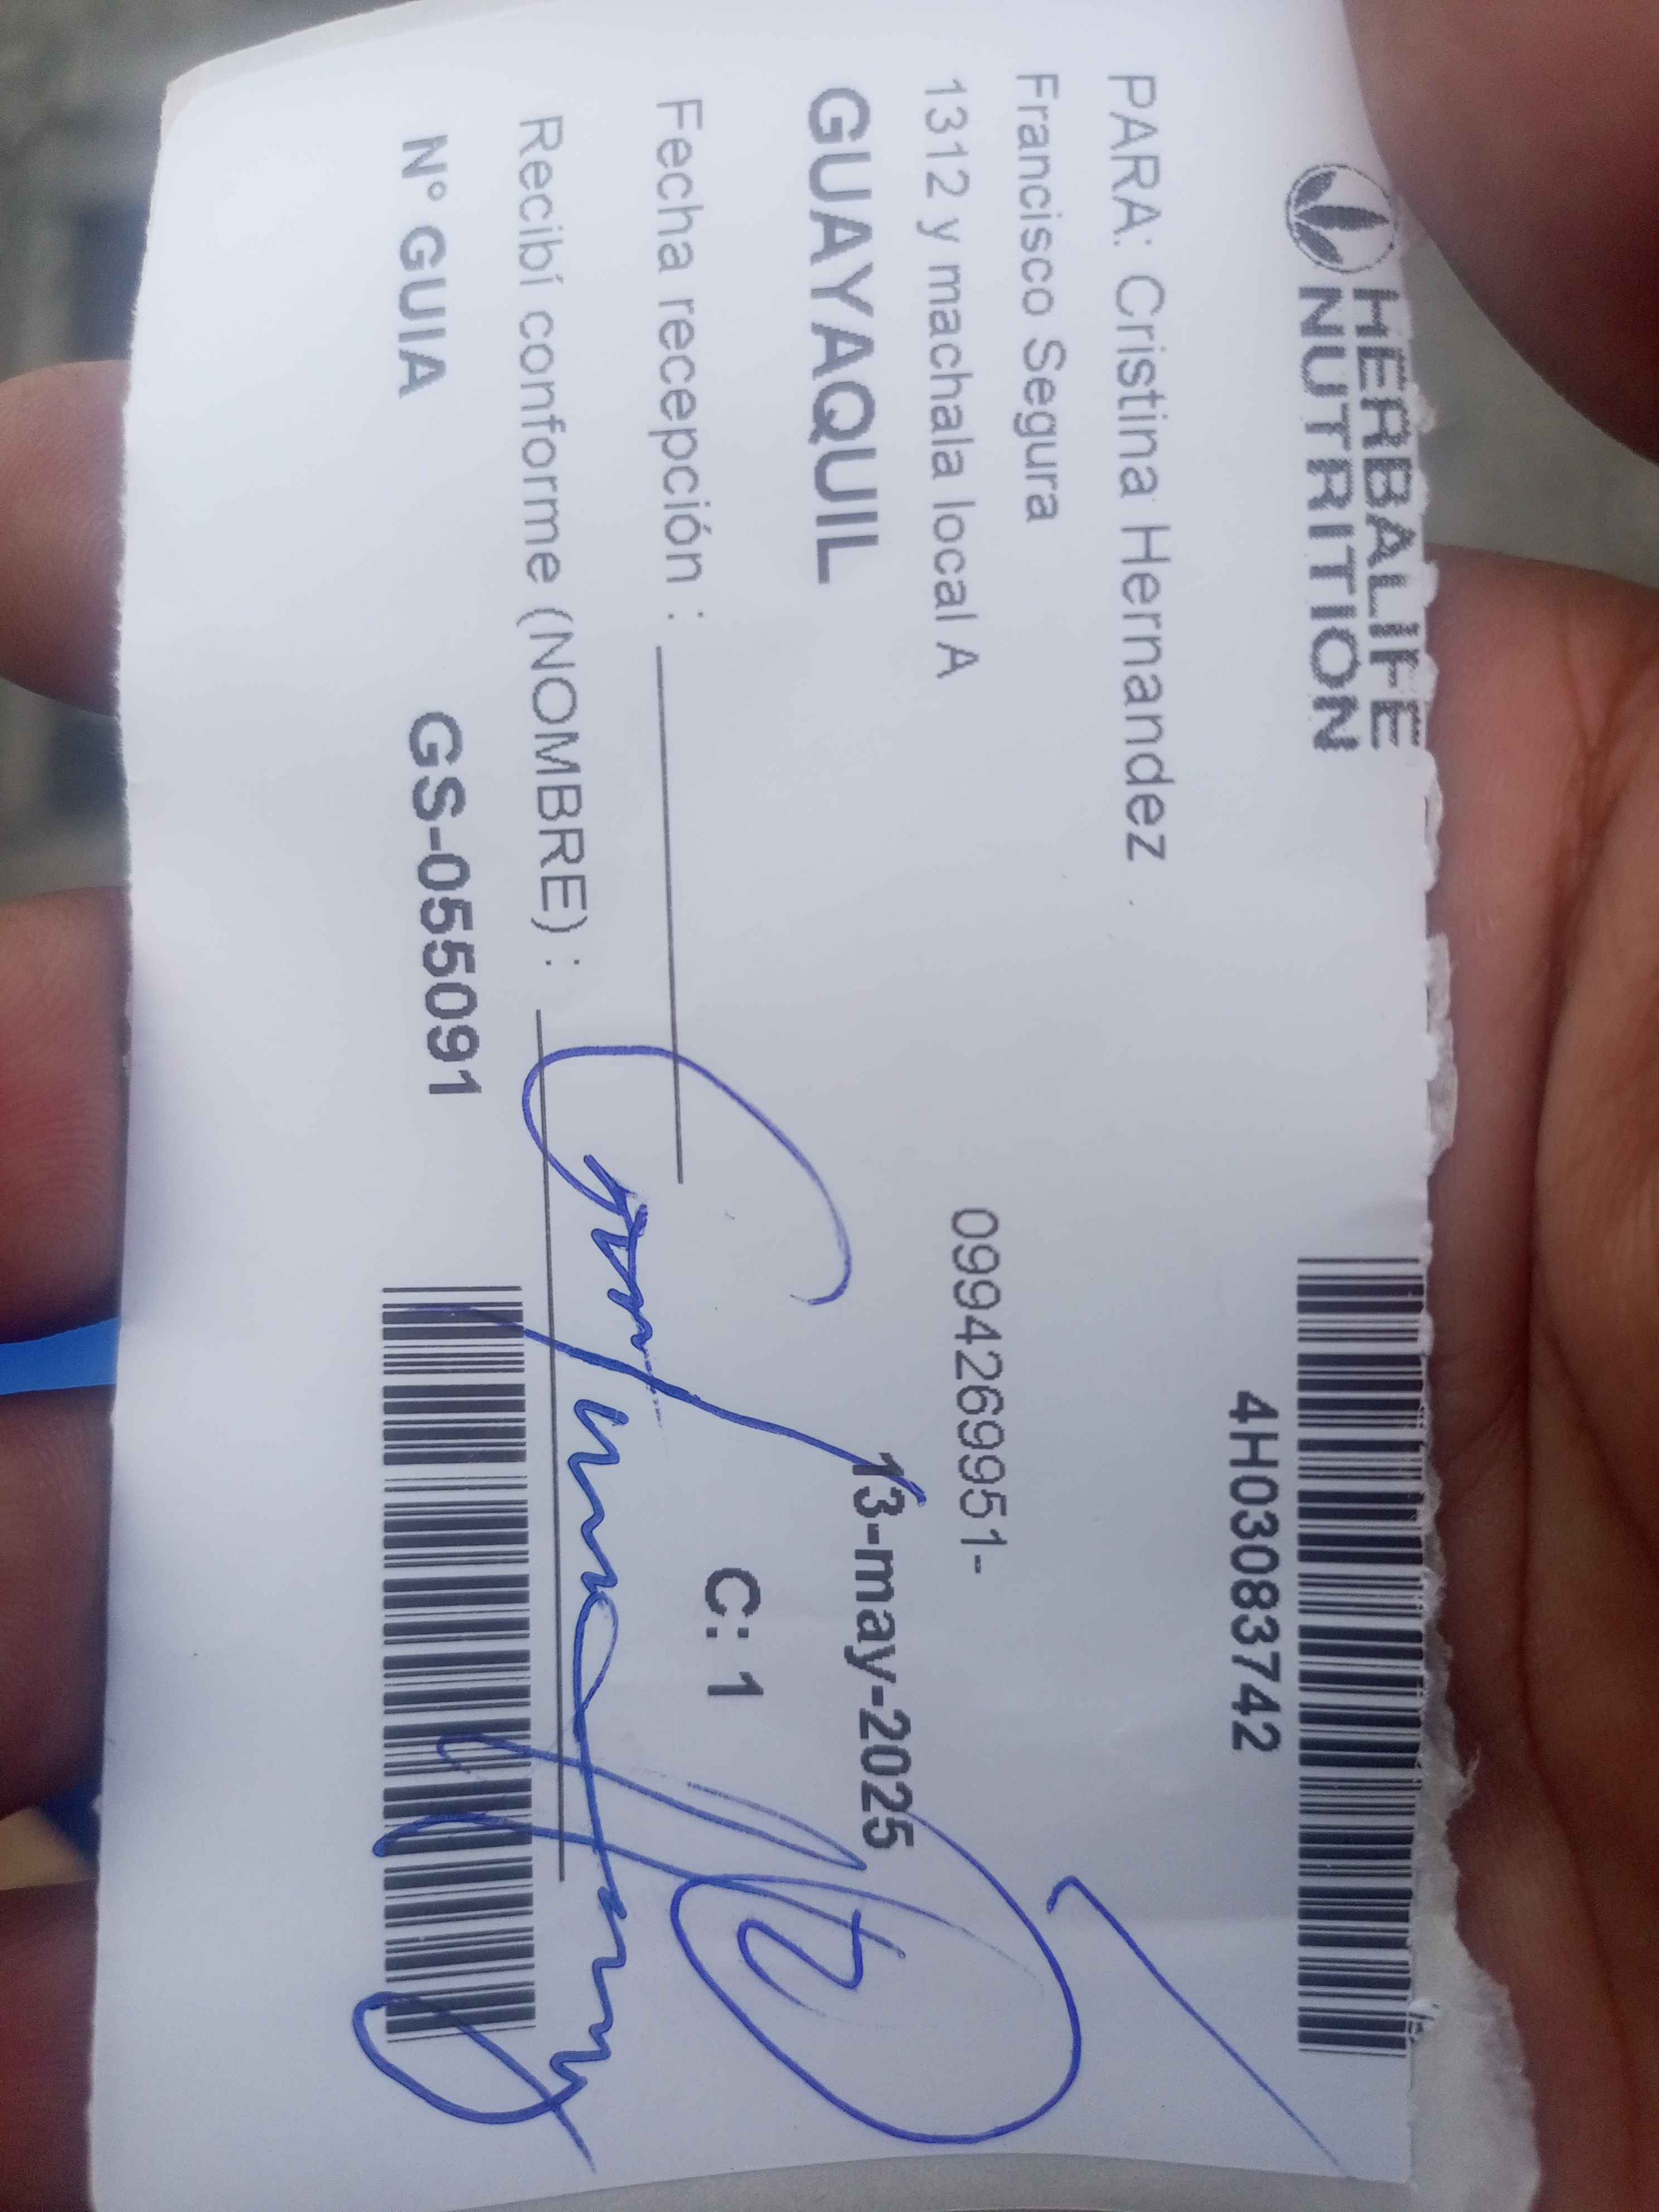 HERBALIFE
NUTRITION
4H03083742
PARA: Cristina Hernandez
Francisco Segura
1312 y machala local A
0994269951-
GUAYAQUIL
13-may-2025
Fecha recepción :
C: 1
Recibí conforme (NOMBRE) :
N° GUIA
GS-055091